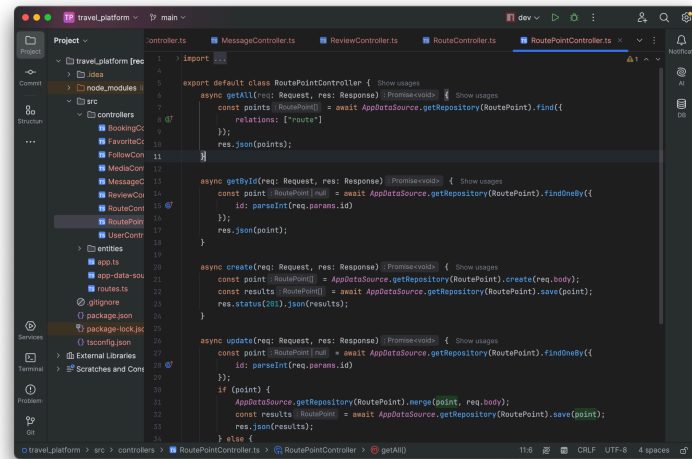 TP travel_platform main dev
Project
Commit
Structure
Services
Terminal
Problem
Git
Notificat
AI
DB
Project
travel_platform [rec
.idea
node_modules
src
controllers
BookingCo
FavoriteC
FollowCon
MediaCont
MessageC
ReviewCon
RouteCont
RoutePoint
UserContr
entities
app.ts
app-data-sou
routes.ts
.gitignore
package.json
package-lock.jsc
tsconfig.json
External Libraries
Scratches and Cons
Controller.ts MessageController.ts ReviewController.ts RouteController.ts RoutePointController.ts
1 import ... 1
4
5 export default class RoutePointController { Show usages
6 async getAll(req: Request, res: Response) : Promise<void> { Show usages
7 const points : RoutePoint[] = await AppDataSource.getRepository(RoutePoint).find({
8 relations: ["route"]
9 });
10 res.json(points);
11 }
12
13 async getById(req: Request, res: Response) : Promise<void> { Show usages
14 const point : RoutePoint | null = await AppDataSource.getRepository(RoutePoint).findOneBy({
15 id: parseInt(req.params.id)
16 });
17 res.json(point);
18 }
19
20 async create(req: Request, res: Response) : Promise<void> { Show usages
21 const point : RoutePoint[] = AppDataSource.getRepository(RoutePoint).create(req.body);
22 const results : RoutePoint[] = await AppDataSource.getRepository(RoutePoint).save(point);
23 res.status(201).json(results);
24 }
25
26 async update(req: Request, res: Response) : Promise<void> { Show usages
27 const point : RoutePoint | null = await AppDataSource.getRepository(RoutePoint).findOneBy({
28 id: parseInt(req.params.id)
29 });
30 if (point) {
31 AppDataSource.getRepository(RoutePoint).merge(point, req.body);
32 const results : RoutePoint = await AppDataSource.getRepository(RoutePoint).save(point);
33 res.json(results);
34 } else {
travel_platform > src > controllers > RoutePointController.ts > RoutePointController > getAll() 11:6 CRLF UTF-8 4 spaces